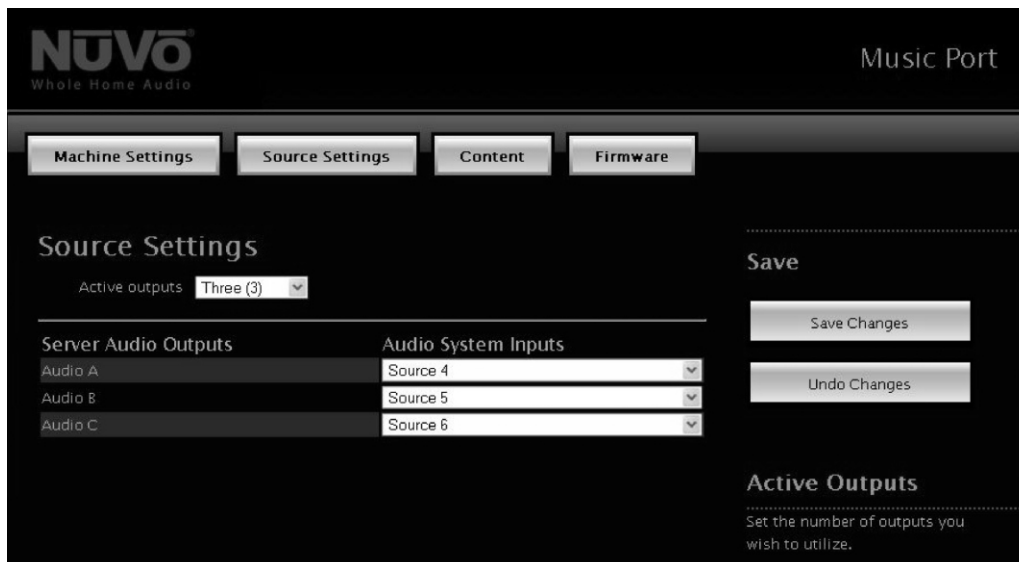 NŪVŌ®
Whole Home Audio
Music Port
Machine Settings
Source Settings
Content
Firmware
Source Settings
Active outputs Three (3)
Server Audio Outputs Audio System Inputs
Audio A Source 4
Audio B Source 5
Audio C Source 6
Save
Save Changes
Undo Changes
Active Outputs
Set the number of outputs you
wish to utilize.